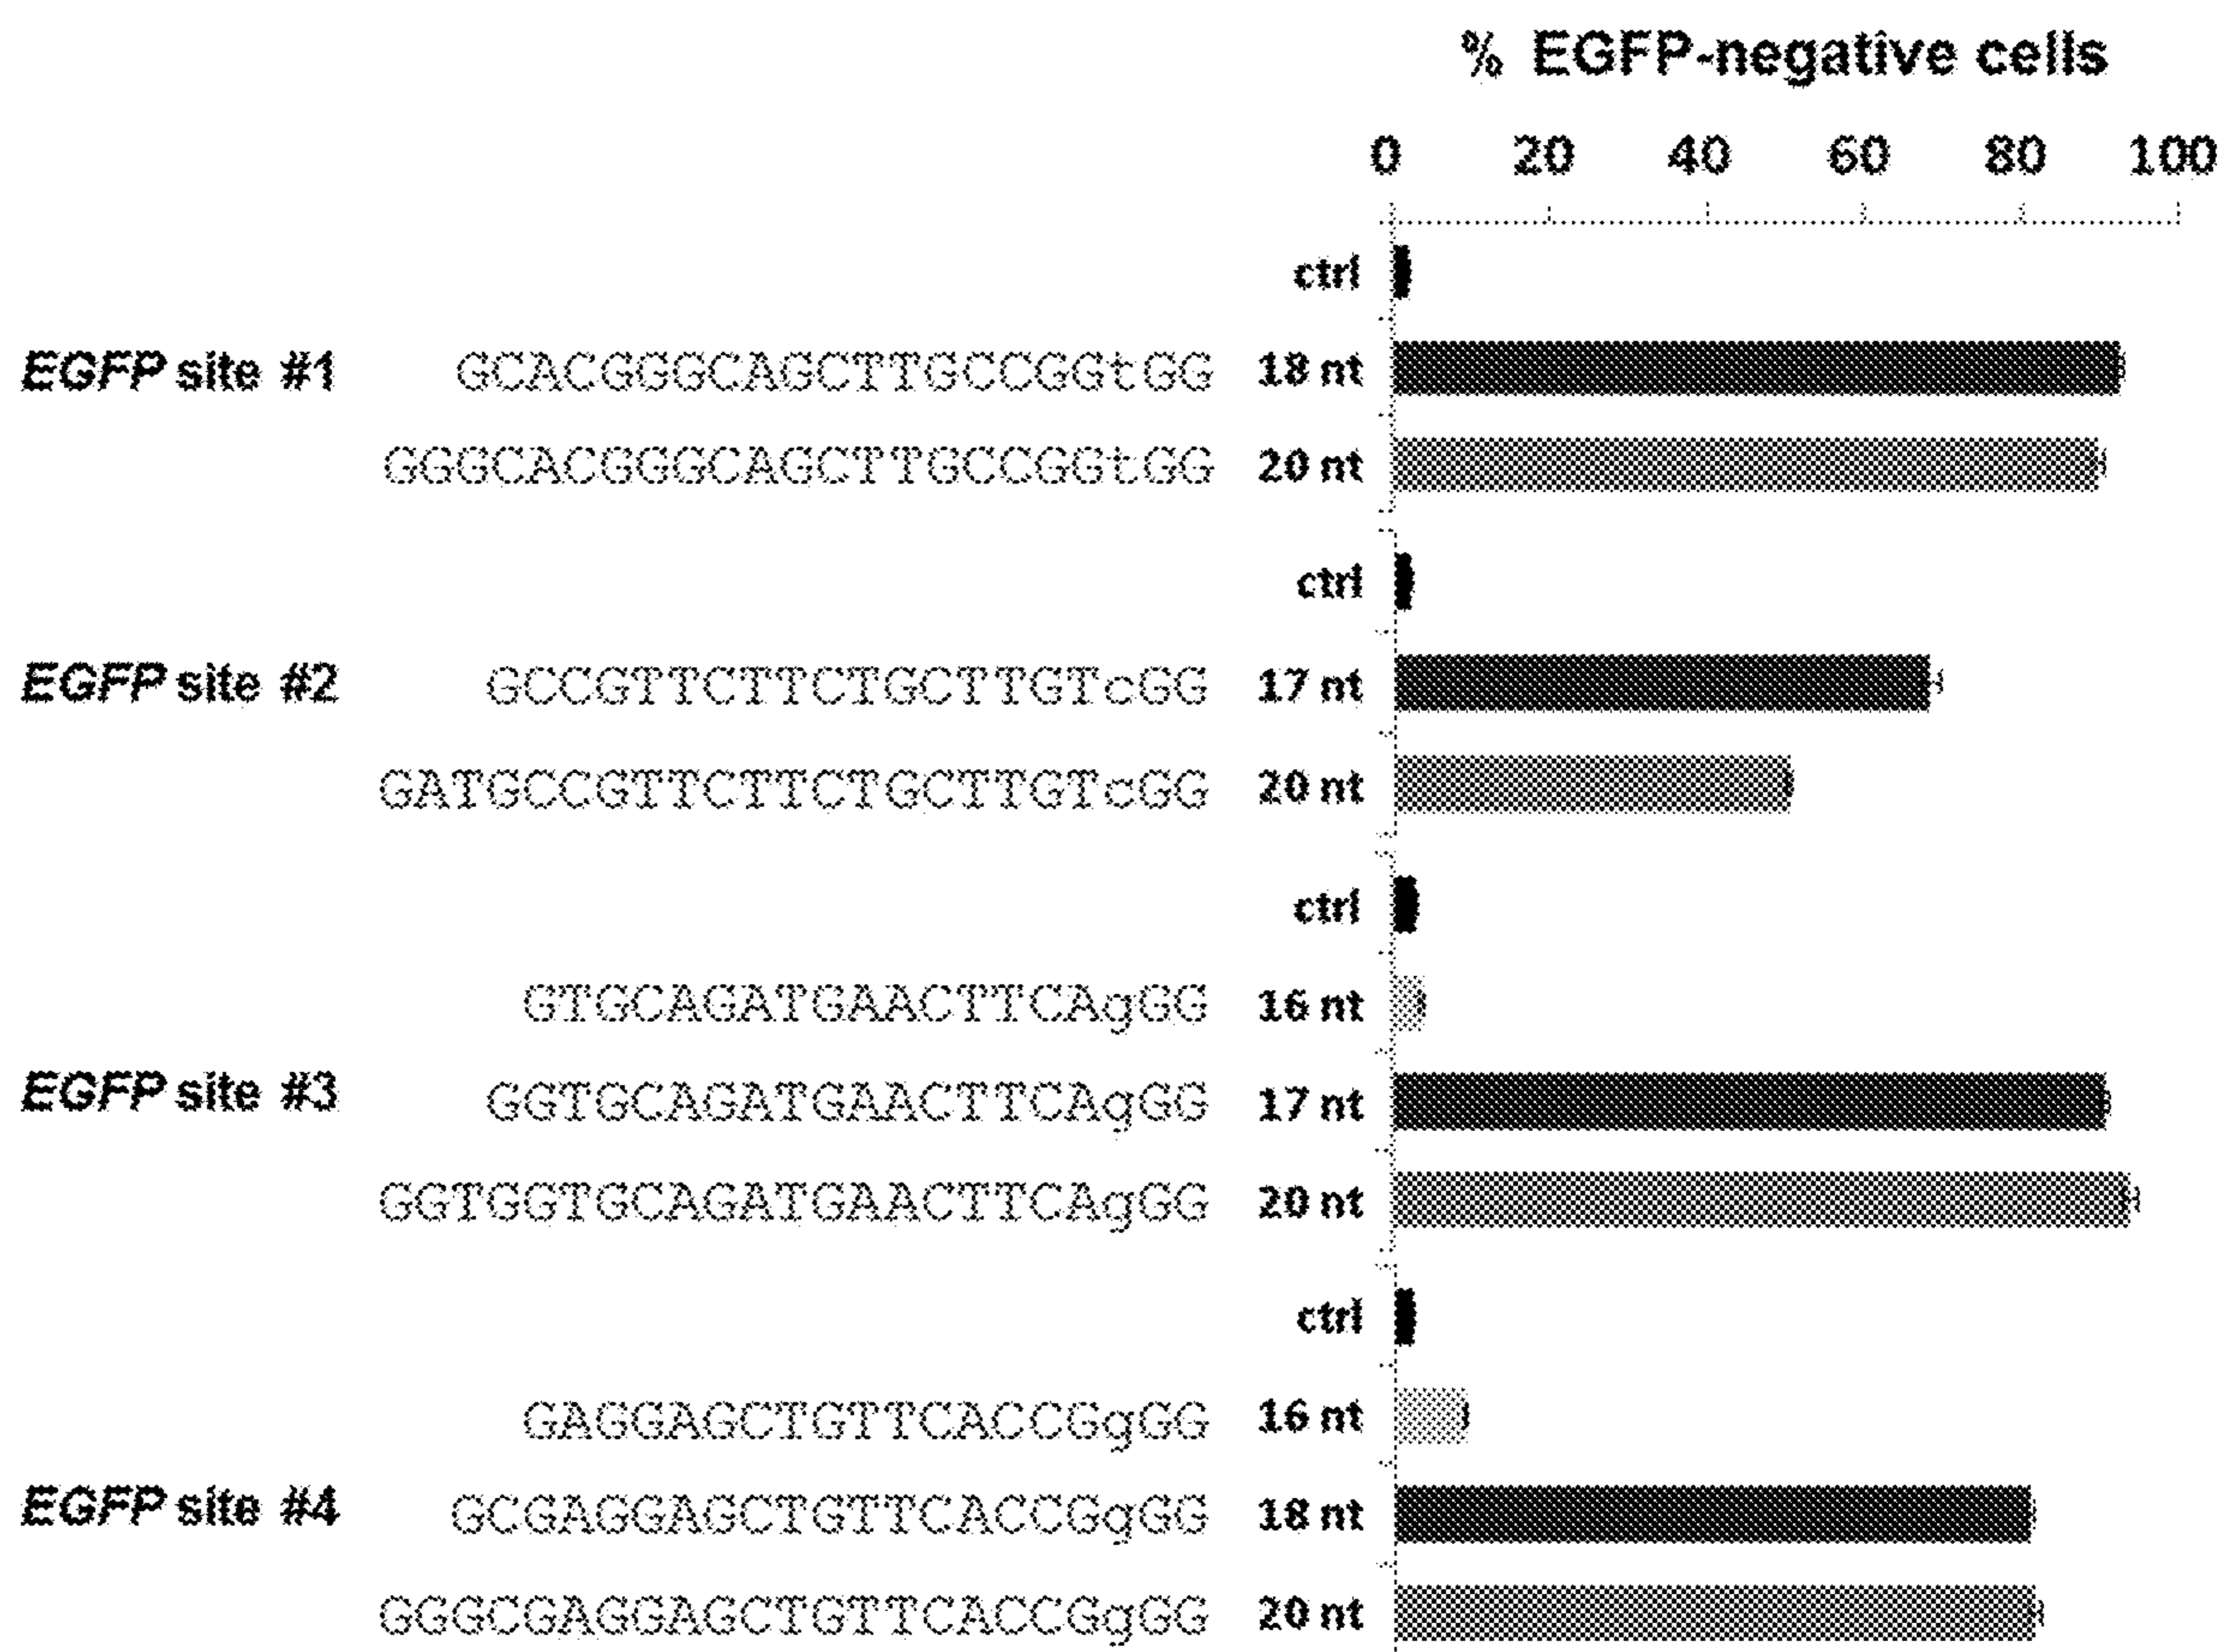 % EGFP-negative cells
0 20 40 60 80 100
ctrl
EGFP site #1 GCACGGGCAGCTTGCCGGtGG 18 nt
GGGCACGGGCAGCTTGCCGGtGG 20 nt
ctrl
EGFP site #2 GCCGTTCTTCTGCTTGTcGG 17 nt
GATGCCGTTCTTCTGCTTGTcGG 20 nt
ctrl
GTGCAGATGAACTTCAgGG 16 nt
EGFP site #3 GGTGCAGATGAACTTCAgGG 17 nt
GGTGGTGCAGATGAACTTCAgGG 20 nt
ctrl
GAGGAGCTGTTCACCGgGG 16 nt
EGFP site #4 GCGAGGAGCTGTTCACCGgGG 18 nt
GGGCGAGGAGCTGTTCACCGgGG 20 nt